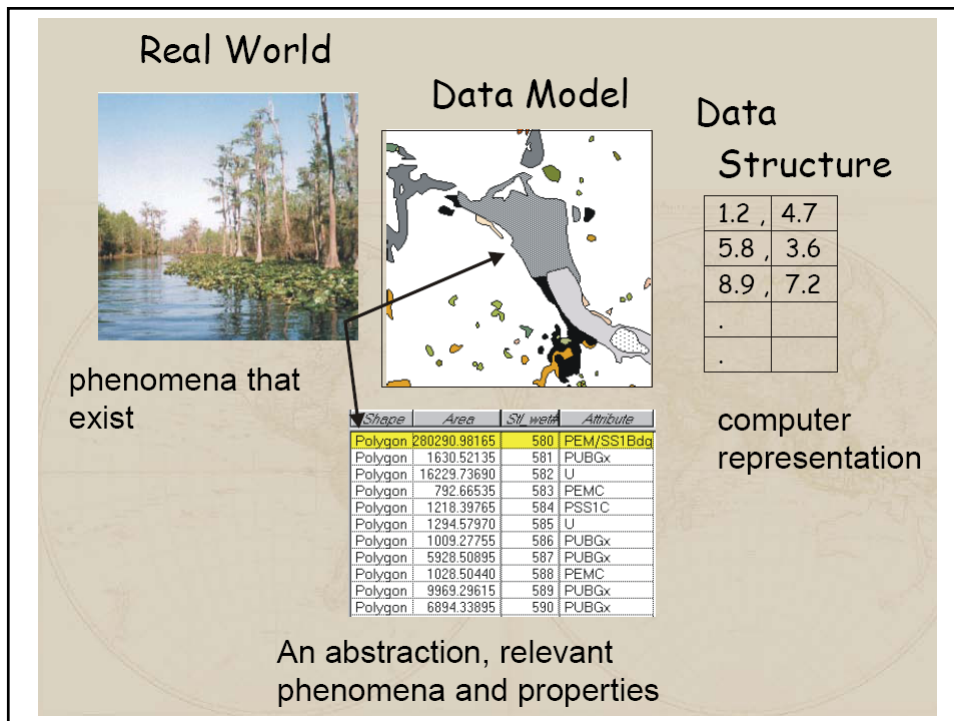 Real World
Data Model
Data
Structure
1.2 , 4.7
5.8 , 3.6
8.9 , 7.2
.
.
phenomena that
exist
computer
representation
Shape Area Stl_wet# Attribute
Polygon 280290.98165 580 PEM/SS1Bdg
Polygon 1630.52135 581 PUBGx
Polygon 16229.73690 582 U
Polygon 792.66535 583 PEMC
Polygon 1218.39765 584 PSS1C
Polygon 1294.57970 585 U
Polygon 1009.27755 586 PUBGx
Polygon 5928.50895 587 PUBGx
Polygon 1028.50440 588 PEMC
Polygon 9969.29615 589 PUBGx
Polygon 6894.33895 590 PUBGx
An abstraction, relevant
phenomena and properties